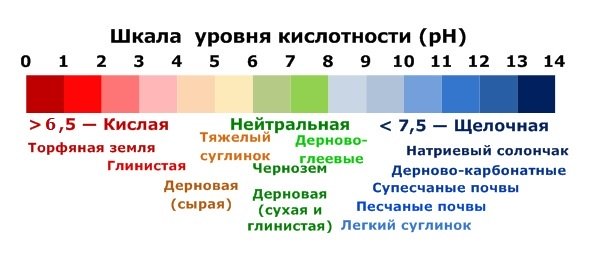 Шкала уровня кислотности (pH)
0 1 2 3 4 5 6 7 8 9 10 11 12 13 14
>6,5 — Кислая
Нейтральная
< 7,5 — Щелочная
Торфяная земля
Глинистая
Тяжелый
суглинок
Дерновая
(сырая)
Дерново-
глеевые
Чернозем
Дерновая
(сухая и
глинистая)
Натриевый солончак
Дерново-карбонатные
Супесчаные почвы
Песчаные почвы
Легкий суглинок